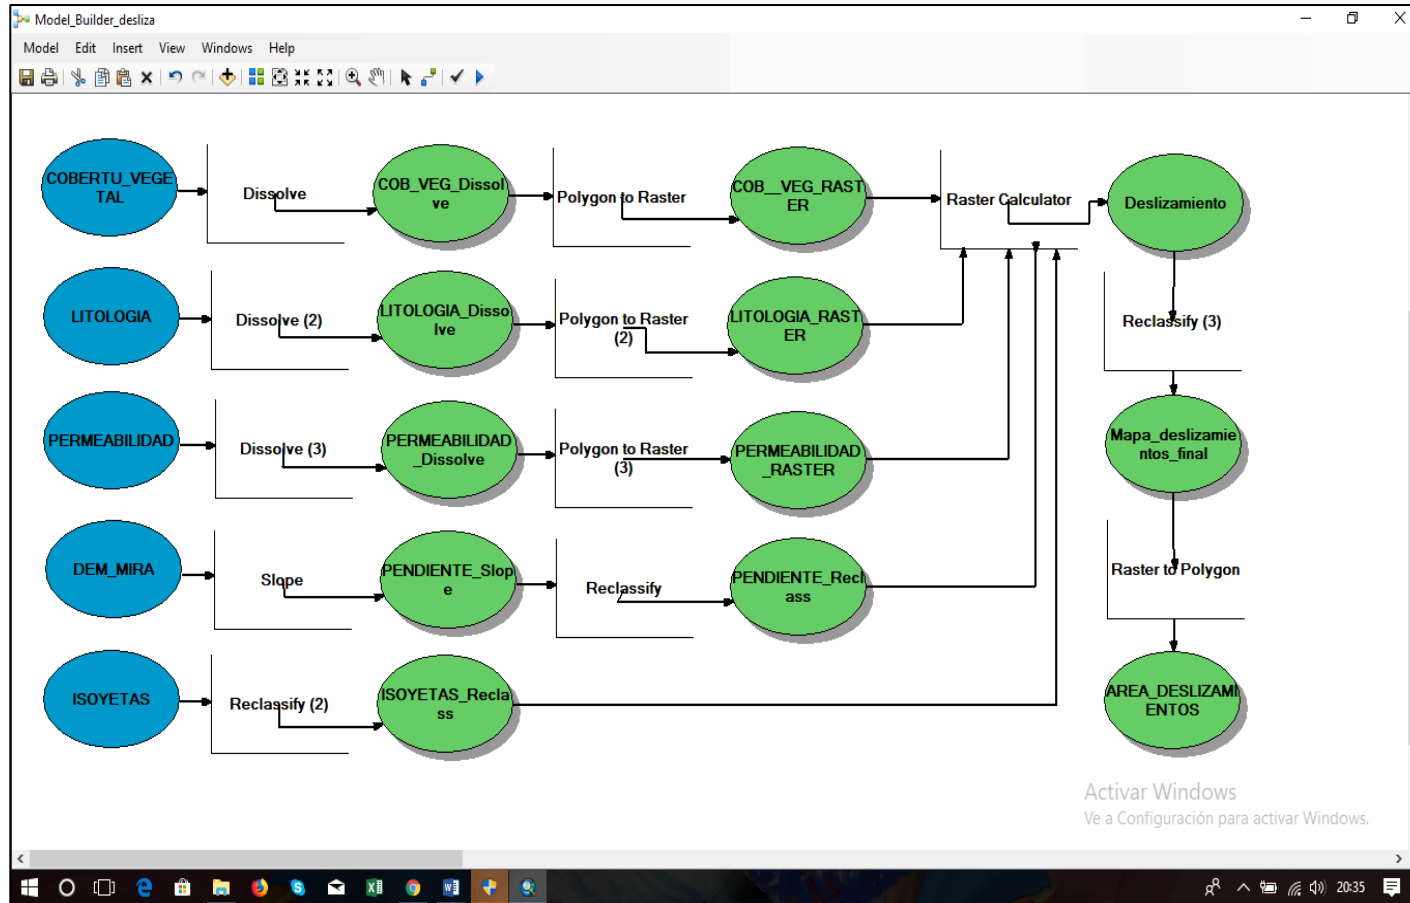 Model_Builder_desliza
Model Edit Insert View Windows Help
COBERTU_VEGE
TAL
Dissolve
COB_VEG_Dissol
ve
Polygon to Raster
COB__VEG_RAST
ER
Raster Calculator
Deslizamiento
LITOLOGIA
Dissolve (2)
LITOLOGIA_Disso
lve
Polygon to Raster
(2)
LITOLOGIA_RAST
ER
Reclassify (3)
PERMEABILIDAD
Dissolve (3)
PERMEABILIDAD
_Dissolve
Polygon to Raster
(3)
PERMEABILIDAD
_RASTER
Mapa_deslizamie
ntos_final
DEM_MIRA
Slope
PENDIENTE_Slop
e
Reclassify
PENDIENTE_Recl
ass
Raster to Polygon
ISOYETAS
Reclassify (2)
ISOYETAS_Recla
ss
AREA_DESLIZAMI
ENTOS
Activar Windows
Ve a Configuración para activar Windows.
20:35